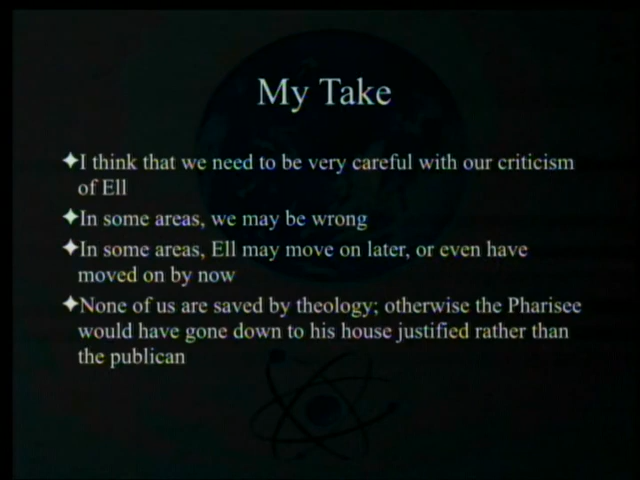 My Take
✦I think that we need to be very careful with our criticism
of Ell
✦In some areas, we may be wrong
✦In some areas, Ell may move on later, or even have
moved on by now
✦None of us are saved by theology; otherwise the Pharisee
would have gone down to his house justified rather than
the publican